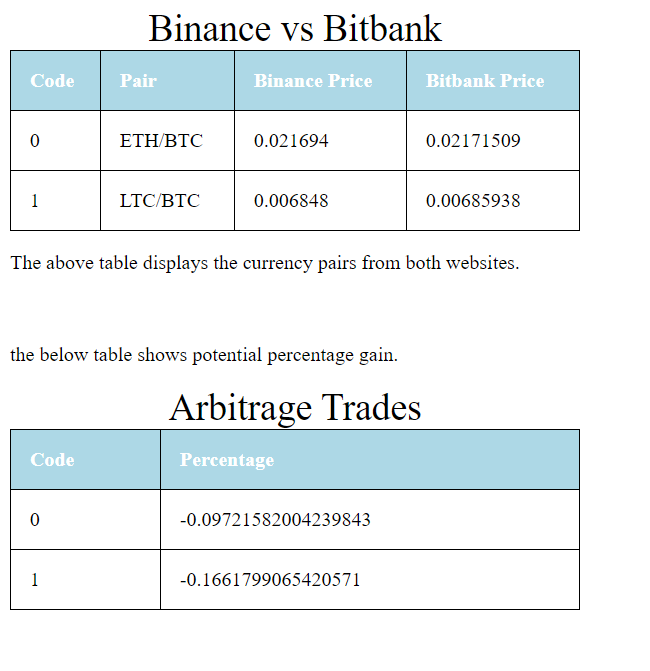 Binance vs Bitbank
Code Pair Binance Price Bitbank Price
0 ETH/BTC 0.021694 0.02171509
1 LTC/BTC 0.006848 0.00685938
The above table displays the currency pairs from both websites.
the below table shows potential percentage gain.
Arbitrage Trades
Code Percentage
0 -0.09721582004239843
1 -0.1661799065420571